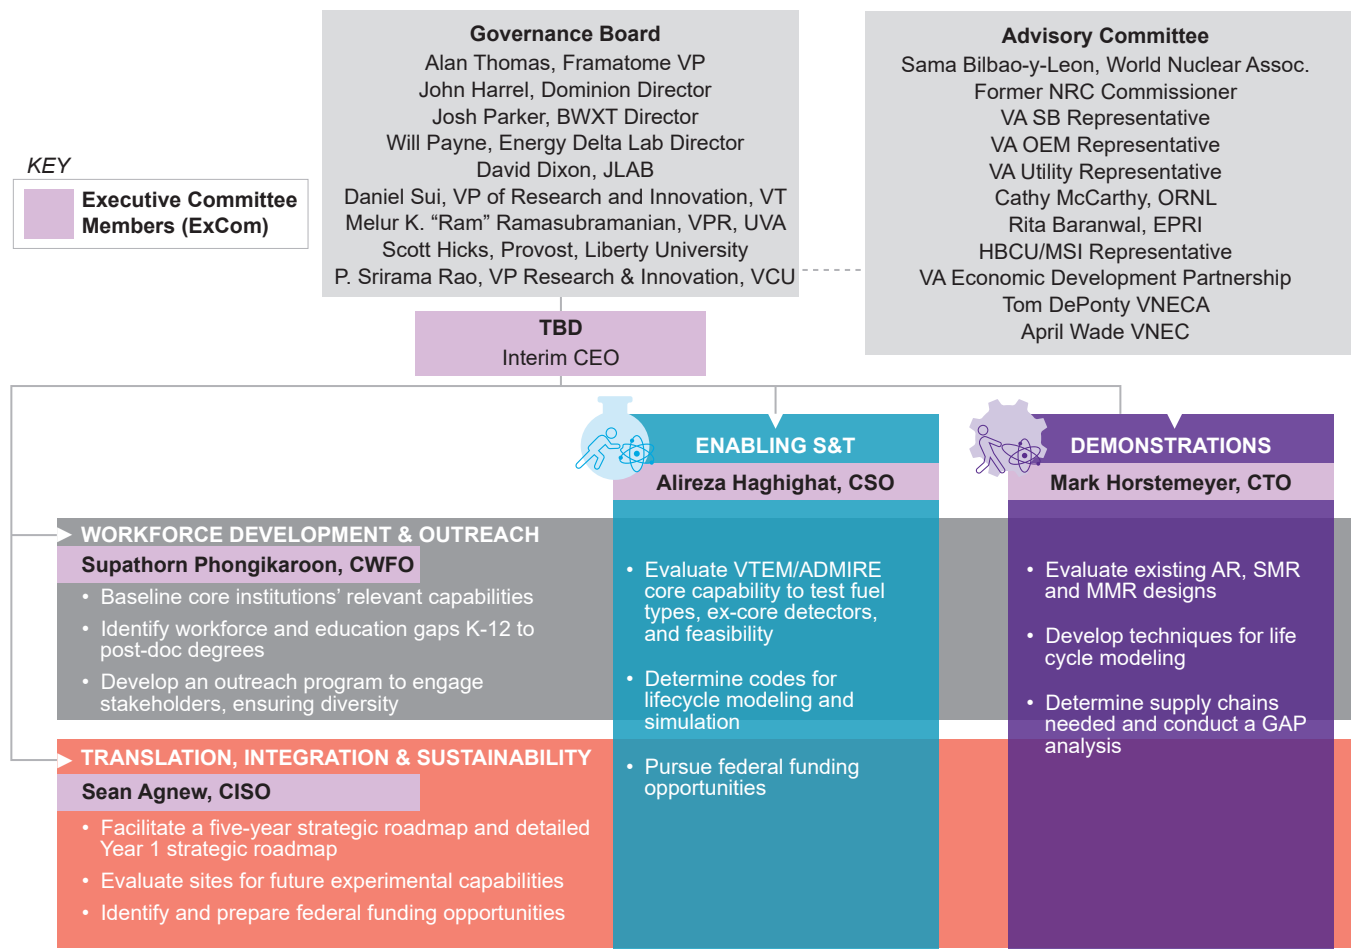 Governance Board
Alan Thomas, Framatome VP
John Harrel, Dominion Director
Josh Parker, BWXT Director
Will Payne, Energy Delta Lab Director
David Dixon, JLAB
Daniel Sui, VP of Research and Innovation, VT
Melur K. “Ram” Ramasubramanian, VPR, UVA
Scott Hicks, Provost, Liberty University
P. Srirama Rao, VP Research & Innovation, VCU
Advisory Committee
Sama Bilbao-y-Leon, World Nuclear Assoc.
Former NRC Commissioner
VA SB Representative
VA OEM Representative
VA Utility Representative
Cathy McCarthy, ORNL
Rita Baranwal, EPRI
HBCU/MSI Representative
VA Economic Development Partnership
Tom DePonty VNECA
April Wade VNEC
KEY
Executive Committee
Members (ExCom)
TBD
Interim CEO
ENABLING S&T
Alireza Haghighat, CSO
• Evaluate VTEM/ADMIRE
core capability to test fuel
types, ex-core detectors,
and feasibility
• Determine codes for
lifecycle modeling and
simulation
• Pursue federal funding
opportunities
DEMONSTRATIONS
Mark Horstemeyer, CTO
• Evaluate existing AR, SMR
and MMR designs
• Develop techniques for life
cycle modeling
• Determine supply chains
needed and conduct a GAP
analysis
WORKFORCE DEVELOPMENT & OUTREACH
Supathorn Phongikaroon, CWFO
• Baseline core institutions’ relevant capabilities
• Identify workforce and education gaps K-12 to
post-doc degrees
• Develop an outreach program to engage
stakeholders, ensuring diversity
TRANSLATION, INTEGRATION & SUSTAINABILITY
Sean Agnew, CISO
• Facilitate a five-year strategic roadmap and detailed
Year 1 strategic roadmap
• Evaluate sites for future experimental capabilities
• Identify and prepare federal funding opportunities